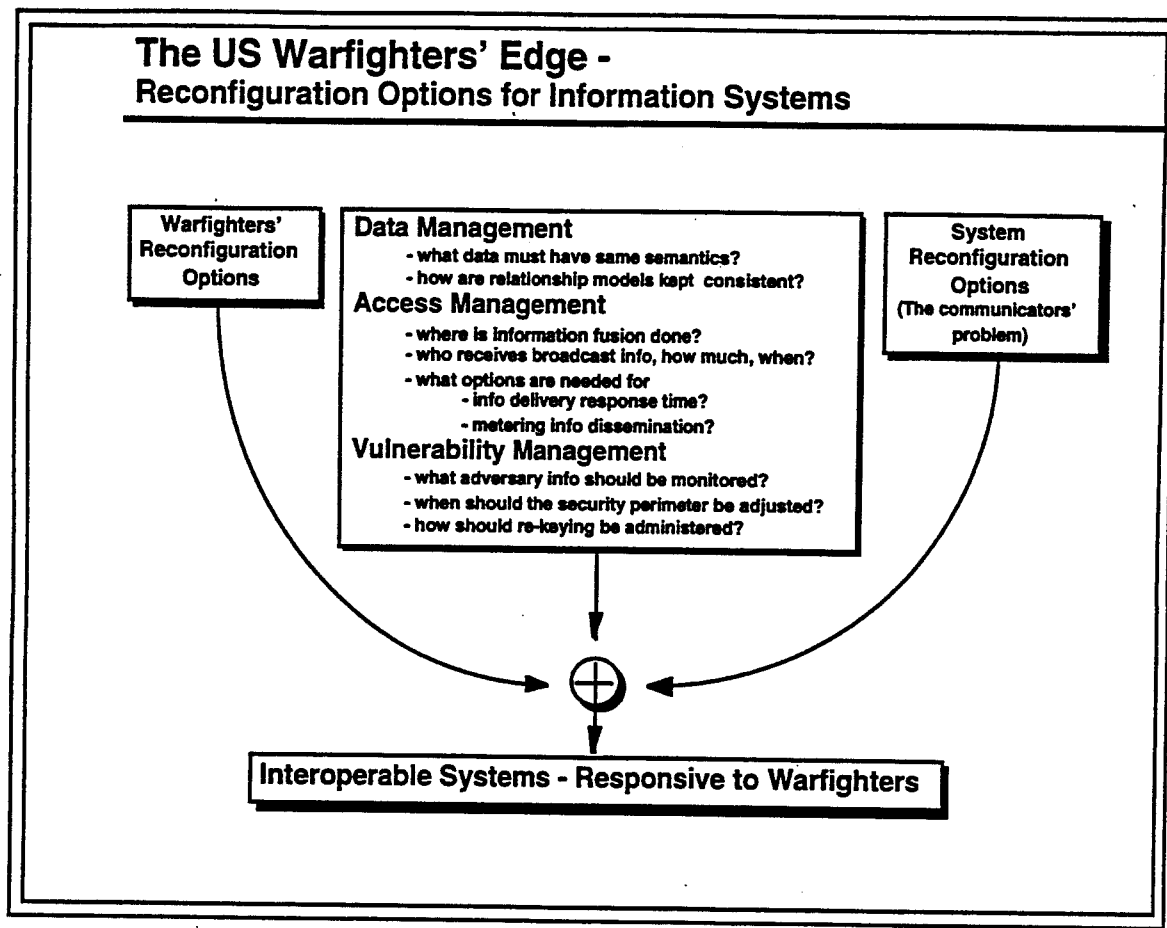 The US Warfighters' Edge -
Reconfiguration Options for Information Systems
Warfighters'
Reconfiguration
Options
Data Management
- what data must have same semantics?
- how are relationship models kept consistent?
Access Management
- where is information fusion done?
- who receives broadcast info, how much, when?
- what options are needed for
- info delivery response time?
- metering info dissemination?
Vulnerability Management
- what adversary info should be monitored?
- when should the security perimeter be adjusted?
- how should re-keying be administered?
System
Reconfiguration
Options
(The communicators'
problem)
Interoperable Systems - Responsive to Warfighters